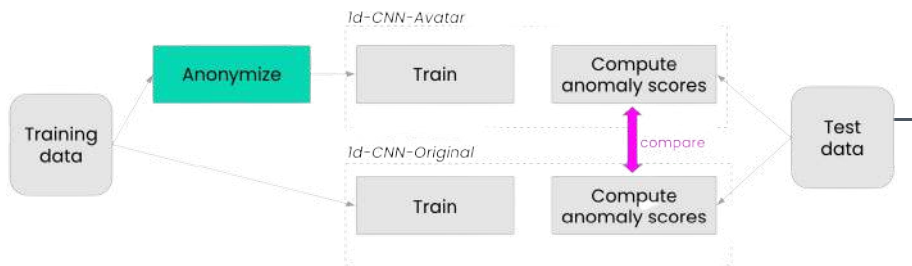 1d-CNN-Avatar
Anonymize
Train
Compute
anomaly scores
Training
data
compare
Test
data
1d-CNN-Original
Train
Compute
anomaly scores